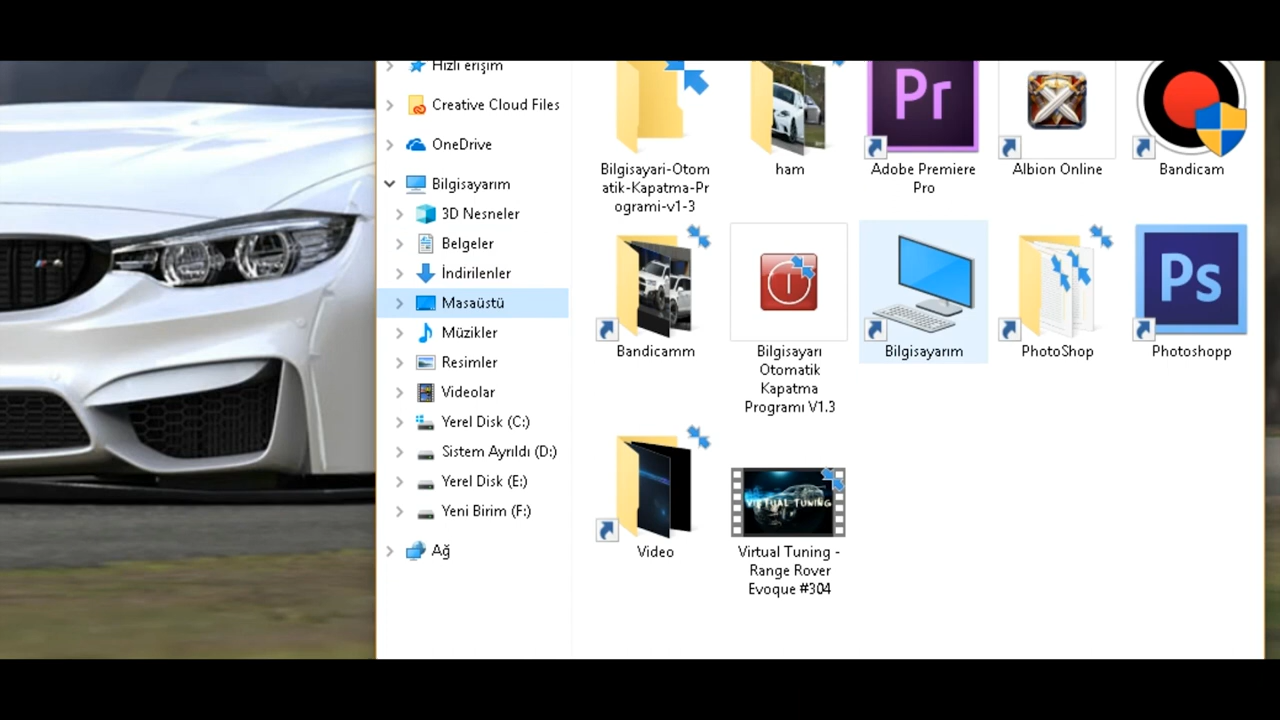 Hızlı erişim
Creative Cloud Files
OneDrive
Bilgisayarım
3D Nesneler
Belgeler
İndirilenler
Masaüstü
Müzikler
Resimler
Videolar
Yerel Disk (C:)
Sistem Ayrıldı (D:)
Yerel Disk (E:)
Yeni Birim (F:)
Ağ
Pr
Bilgisayari-Otom
atik-Kapatma-Pr
ogrami-v1-3
ham
Adobe Premiere
Pro
Albion Online
Bandicam
Ps
Bandicamm
Bilgisayarı
Otomatik
Kapatma
Programı V1.3
Bilgisayarım
PhotoShop
Photoshopp
VIRTUAL TUNING
Video
Virtual Tuning -
Range Rover
Evoque #304